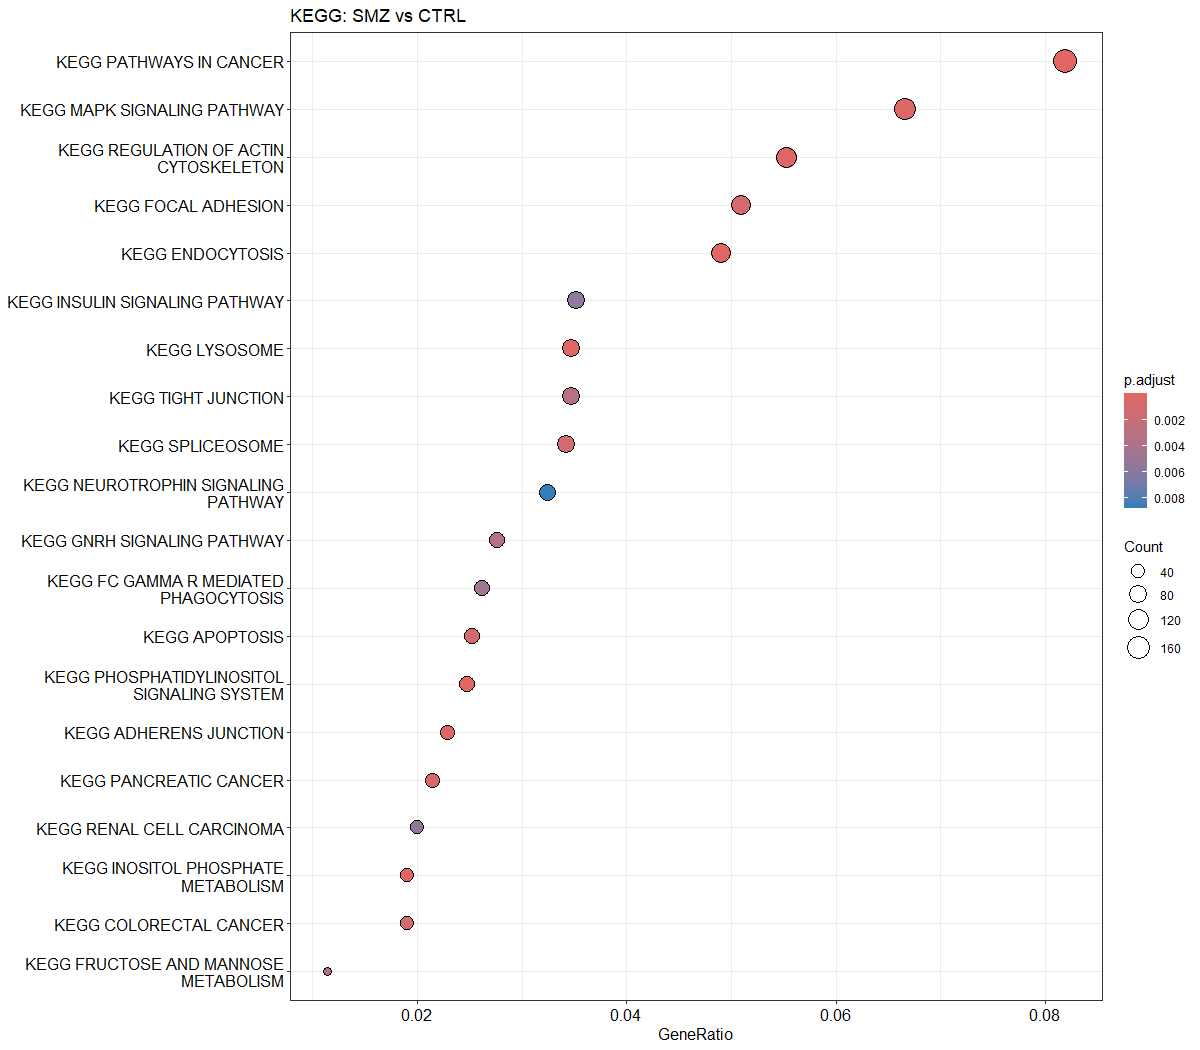 KEGG: SMZ vs CTRL
KEGG PATHWAYS IN CANCER
KEGG MAPK SIGNALING PATHWAY
KEGG REGULATION OF ACTIN
CYTOSKELETON
KEGG FOCAL ADHESION
KEGG ENDOCYTOSIS
KEGG INSULIN SIGNALING PATHWAY
KEGG LYSOSOME
KEGG TIGHT JUNCTION
KEGG SPLICEOSOME
KEGG NEUROTROPHIN SIGNALING
PATHWAY
KEGG GNRH SIGNALING PATHWAY
KEGG FC GAMMA R MEDIATED
PHAGOCYTOSIS
KEGG APOPTOSIS
KEGG PHOSPHATIDYLINOSITOL
SIGNALING SYSTEM
KEGG ADHERENS JUNCTION
KEGG PANCREATIC CANCER
KEGG RENAL CELL CARCINOMA
KEGG INOSITOL PHOSPHATE
METABOLISM
KEGG COLORECTAL CANCER
KEGG FRUCTOSE AND MANNOSE
METABOLISM
0.02 0.04 0.06 0.08
GeneRatio
p.adjust
0.002
0.004
0.006
0.008
Count
40
80
120
160